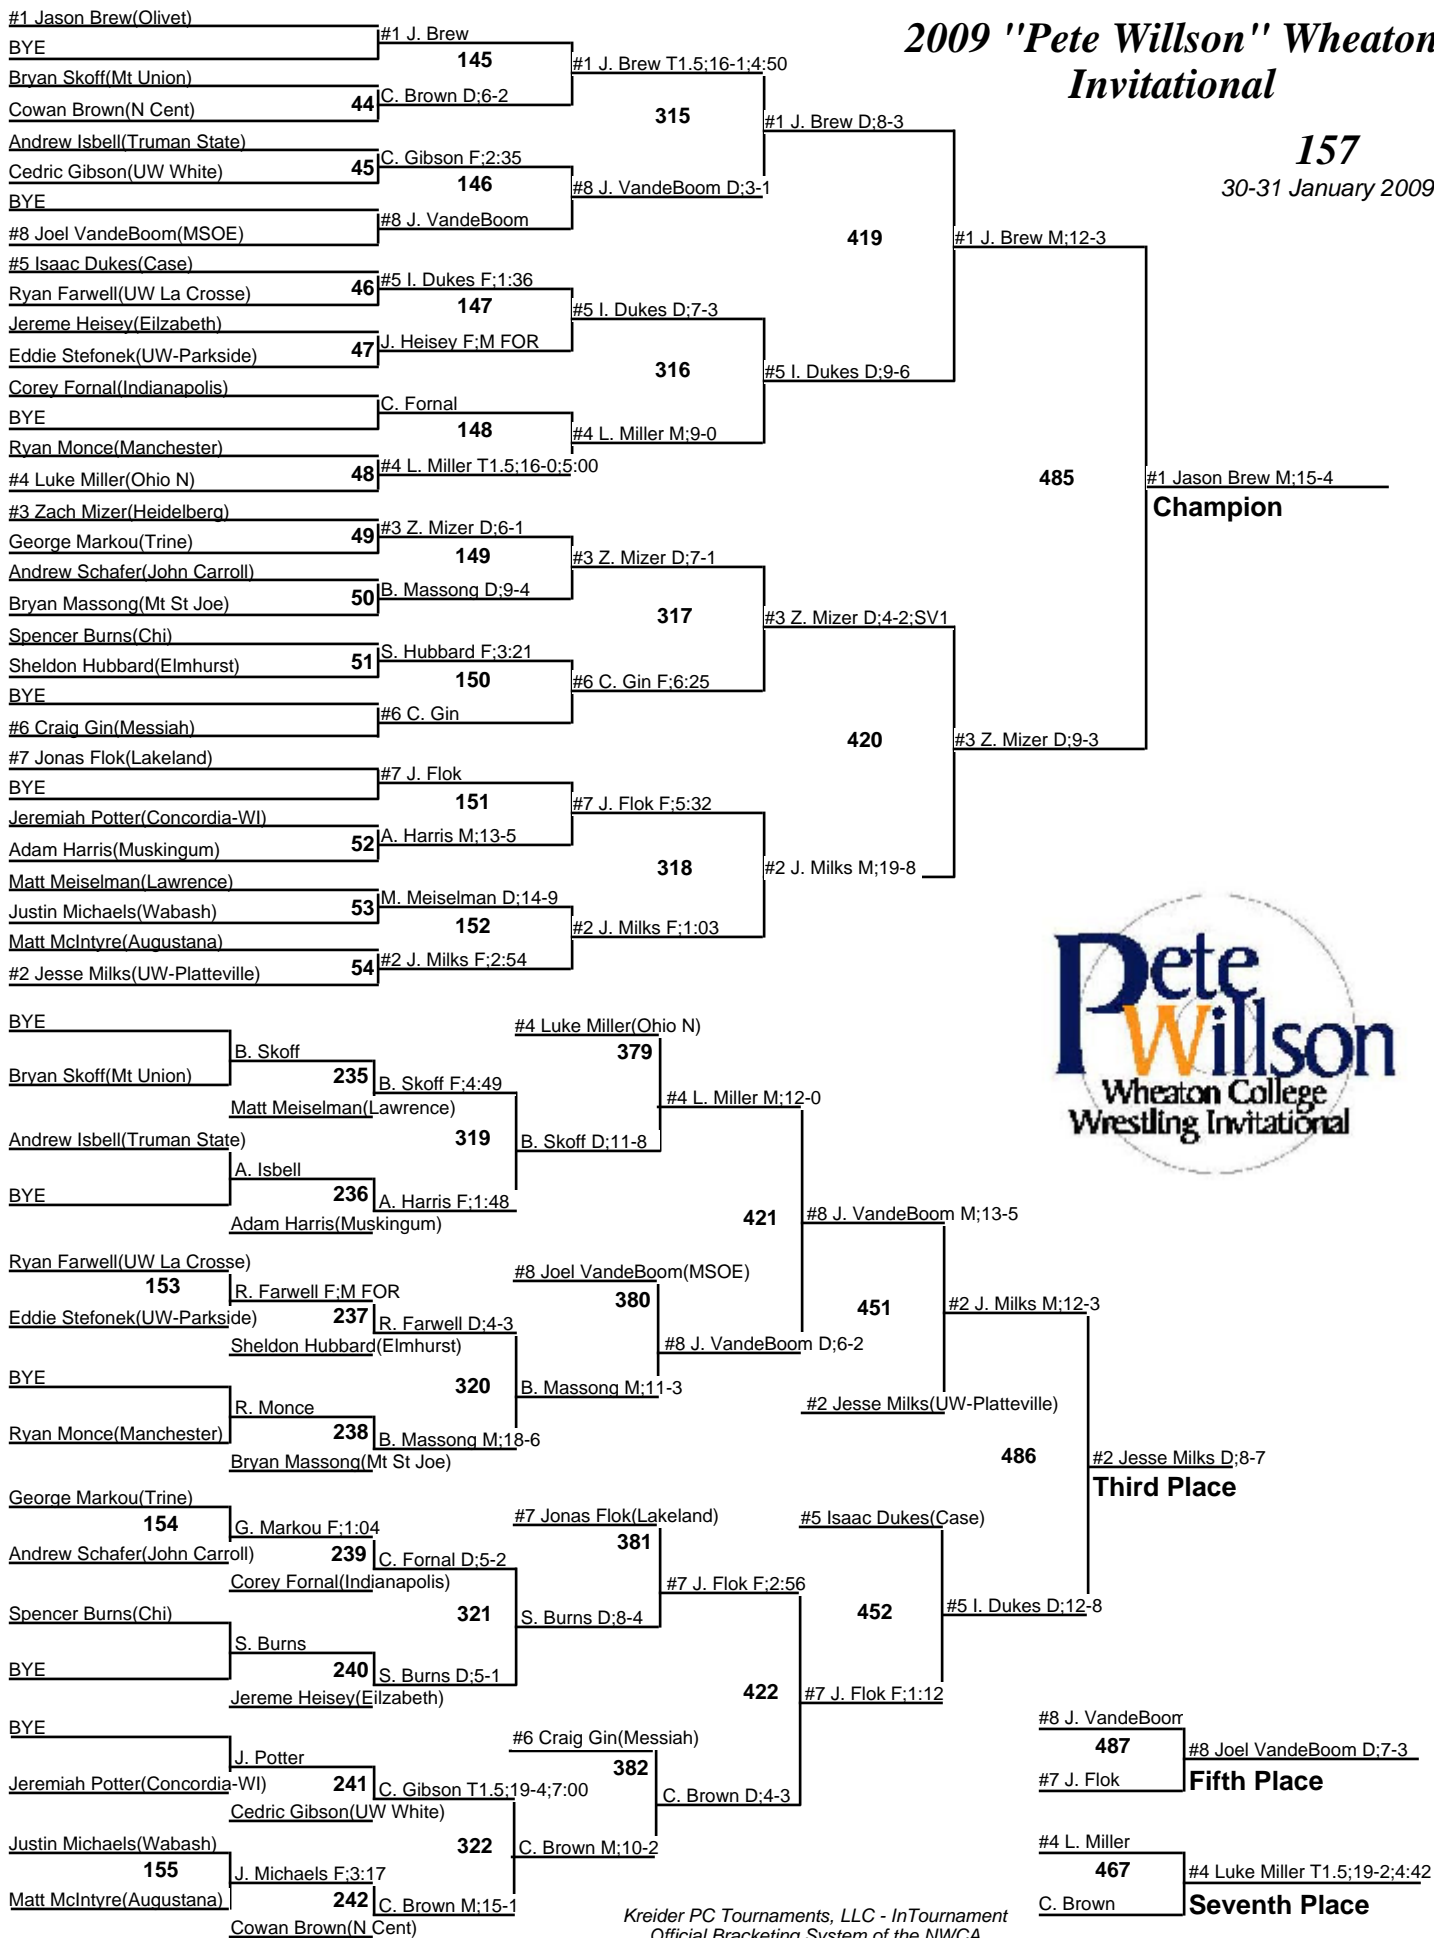 2009 "Pete Willson" Wheaton
Invitational
157
30-31 January 2009
#1 Jason Brew(Olivet)
BYE
Bryan Skoff(Mt Union)
Cowan Brown(N Cent)
44
Andrew Isbell(Truman State)
Cedric Gibson(UW White)
45
BYE
#8 Joel VandeBoom(MSOE)
#5 Isaac Dukes(Case)
Ryan Farwell(UW La Crosse)
46
Jereme Heisey(Eilzabeth)
Eddie Stefonek(UW-Parkside)
47
Corey Fornal(Indianapolis)
BYE
Ryan Monce(Manchester)
#4 Luke Miller(Ohio N)
48
#3 Zach Mizer(Heidelberg)
George Markou(Trine)
49
Andrew Schafer(John Carroll)
Bryan Massong(Mt St Joe)
50
Spencer Burns(Chi)
Sheldon Hubbard(Elmhurst)
51
BYE
#6 Craig Gin(Messiah)
#7 Jonas Flok(Lakeland)
BYE
Jeremiah Potter(Concordia-WI)
Adam Harris(Muskingum)
52
Matt Meiselman(Lawrence)
Justin Michaels(Wabash)
53
Matt McIntyre(Augustana)
#2 Jesse Milks(UW-Platteville)
54
#1 J. Brew
145
C. Brown D;6-2
C. Gibson F;2:35
146
#8 J. VandeBoom
#5 I. Dukes F;1:36
147
J. Heisey F;M FOR
C. Fornal
148
#4 L. Miller T1.5;16-0;5:00
#3 Z. Mizer D;6-1
149
B. Massong D;9-4
S. Hubbard F;3:21
150
#6 C. Gin
#7 J. Flok
151
A. Harris M;13-5
M. Meiselman D;14-9
152
#2 J. Milks F;2:54
#1 J. Brew T1.5;16-1;4:50
315
#8 J. VandeBoom D;3-1
#5 I. Dukes D;7-3
316
#4 L. Miller M;9-0
#3 Z. Mizer D;7-1
317
#6 C. Gin F;6:25
#7 J. Flok F;5:32
318
#2 J. Milks F;1:03
#1 J. Brew D;8-3
419
#5 I. Dukes D;9-6
#3 Z. Mizer D;4-2;SV1
420
#2 J. Milks M;19-8
#1 J. Brew M;12-3
485
#3 Z. Mizer D;9-3
#1 Jason Brew M;15-4
Champion
Pete
Willson
Wheaton College
Wrestling Invitational
BYE
Bryan Skoff(Mt Union)
Andrew Isbell(Truman State)
BYE
Ryan Farwell(UW La Crosse)
153
Eddie Stefonek(UW-Parkside)
BYE
Ryan Monce(Manchester)
George Markou(Trine)
154
Andrew Schafer(John Carroll)
Spencer Burns(Chi)
BYE
BYE
Jeremiah Potter(Concordia-WI)
Justin Michaels(Wabash)
155
Matt McIntyre(Augustana)
B. Skoff
235
Matt Meiselman(Lawrence)
A. Isbell
236
Adam Harris(Muskingum)
R. Farwell F;M FOR
237
Sheldon Hubbard(Elmhurst)
R. Monce
238
Bryan Massong(Mt St Joe)
G. Markou F;1:04
239
Corey Fornal(Indianapolis)
S. Burns
240
Jereme Heisey(Eilzabeth)
J. Potter
241
Cedric Gibson(UW White)
J. Michaels F;3:17
242
Cowan Brown(N Cent)
B. Skoff F;4:49
319
A. Harris F;1:48
R. Farwell D;4-3
320
B. Massong M;18-6
C. Fornal D;5-2
321
S. Burns D;5-1
C. Gibson T1.5;19-4;7:00
322
C. Brown M;15-1
#4 Luke Miller(Ohio N)
379
B. Skoff D;11-8
#8 Joel VandeBoom(MSOE)
380
B. Massong M;11-3
#7 Jonas Flok(Lakeland)
381
S. Burns D;8-4
#6 Craig Gin(Messiah)
382
C. Brown M;10-2
#4 L. Miller M;12-0
421
#8 J. VandeBoom D;6-2
#7 J. Flok F;2:56
422
C. Brown D;4-3
#8 J. VandeBoom M;13-5
451
#2 Jesse Milks(UW-Platteville)
#5 Isaac Dukes(Case)
452
#7 J. Flok F;1:12
#2 J. Milks M;12-3
486
#5 I. Dukes D;12-8
#2 Jesse Milks D;8-7
Third Place
#8 J. VandeBoom
487
#7 J. Flok
#8 Joel VandeBoom D;7-3
Fifth Place
#4 L. Miller
467
C. Brown
#4 Luke Miller T1.5;19-2;4:42
Seventh Place
Kreider PC Tournaments, LLC - InTournament
Official Bracketing System of the NWCA